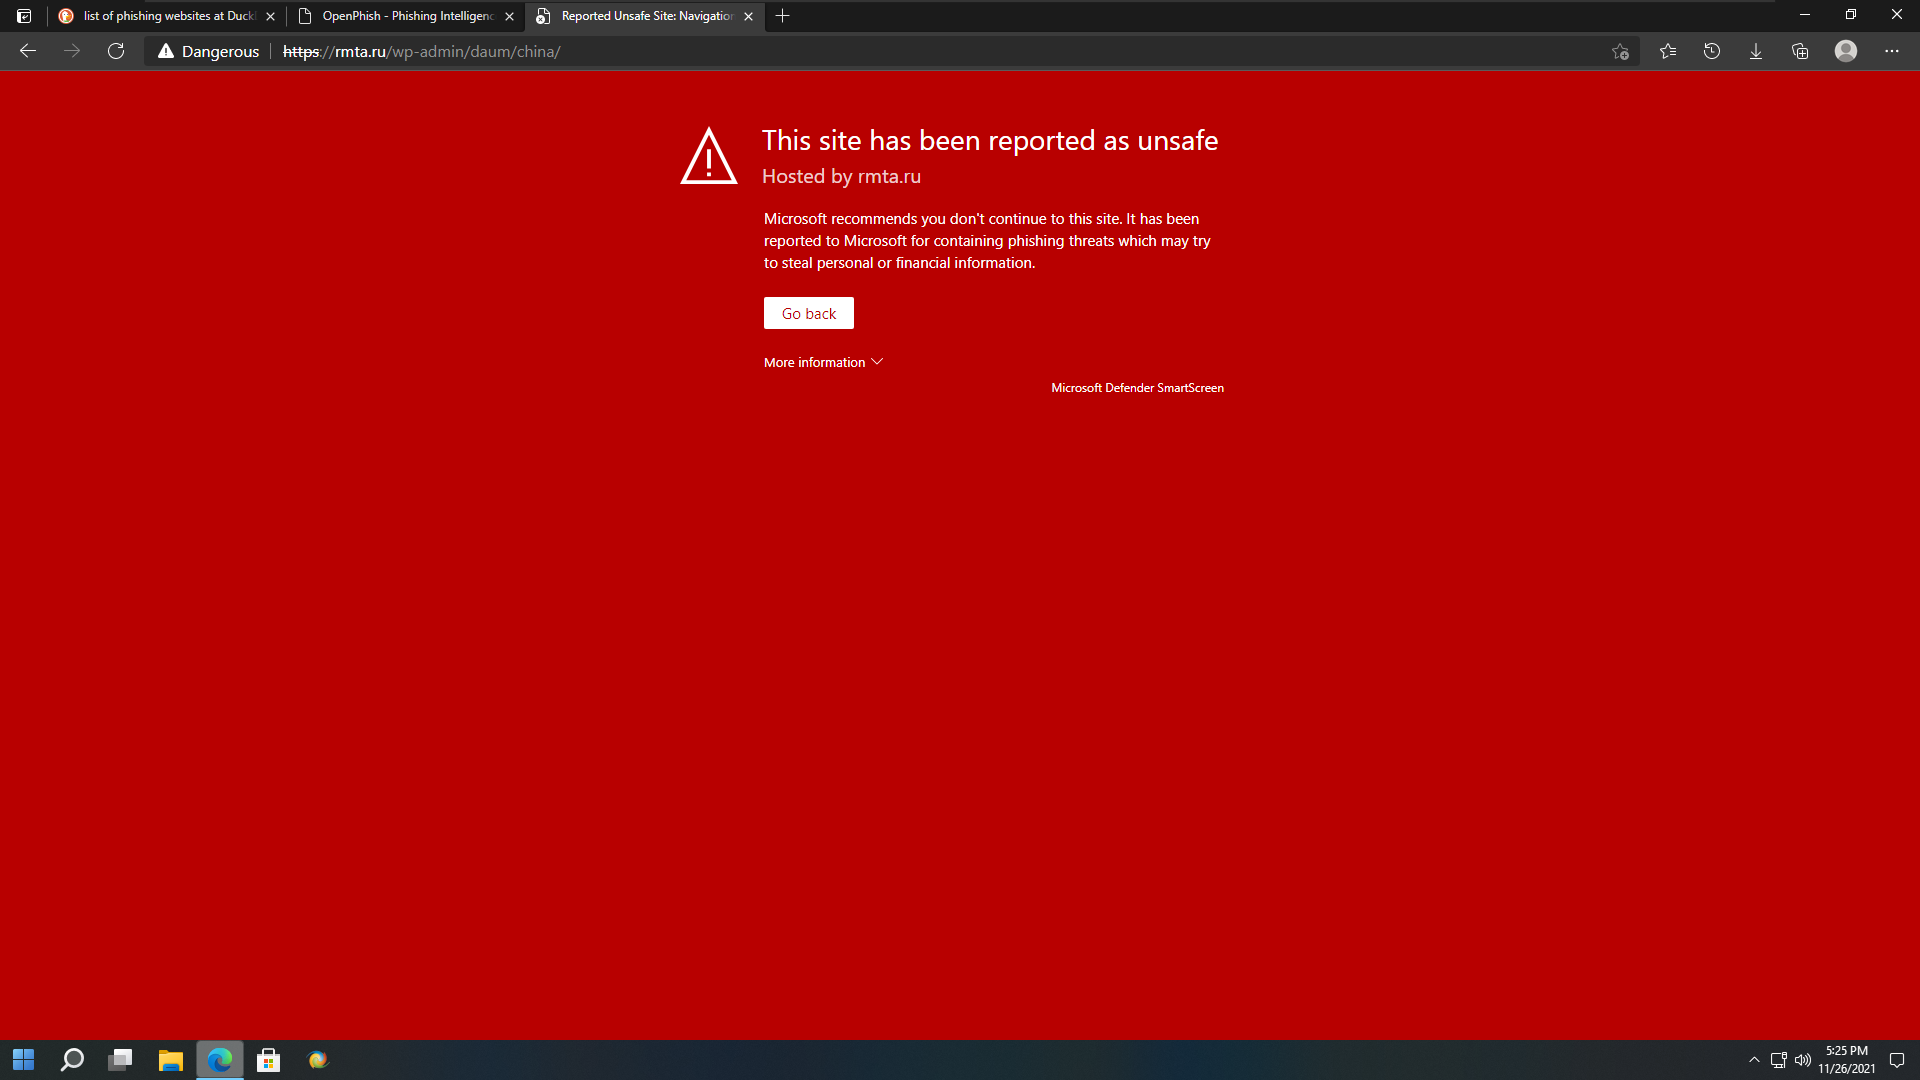 list of phishing websites at Duck
OpenPhish - Phishing Intelligenc
Reported Unsafe Site: Navigation
Dangerous
https://rmta.ru/wp-admin/daum/china/
This site has been reported as unsafe
Hosted by rmta.ru
Microsoft recommends you don't continue to this site. It has been
reported to Microsoft for containing phishing threats which may try
to steal personal or financial information.
Go back
More information
Microsoft Defender SmartScreen
5:25 PM
11/26/2021